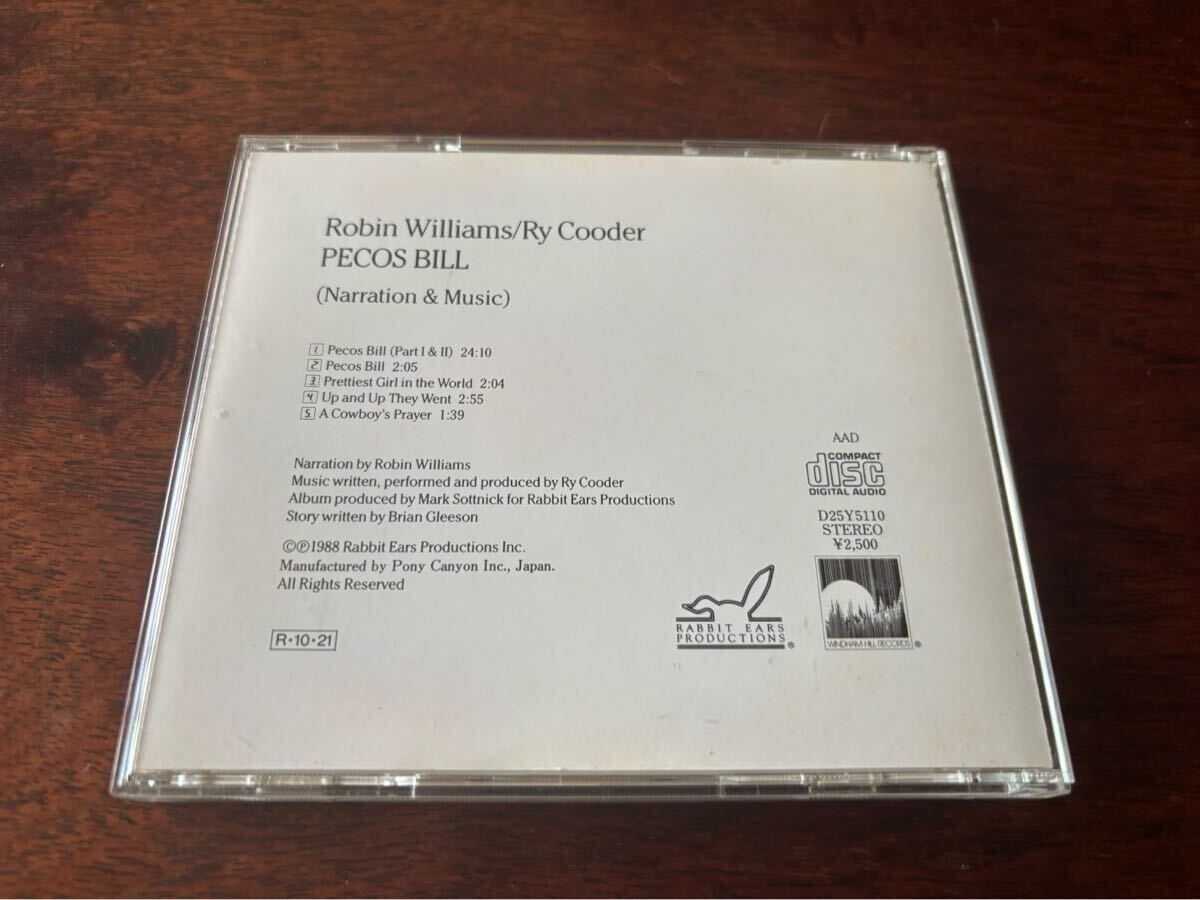 Robin Williams/Ry Cooder
PECOS BILL
(Narration & Music)
1. Pecos Bill (Part I & II) 24:10
2. Pecos Bill 2:05
3. Prettiest Girl in the World 2:04
4. Up and Up They Went 2:55
5. A Cowboy's Prayer 1:39
Narration by Robin Williams
Music written, performed and produced by Ry Cooder
Album produced by Mark Sottnick for Rabbit Ears Productions
Story written by Brian Gleeson
©℗1988 Rabbit Ears Productions Inc.
Manufactured by Pony Canyon Inc., Japan.
All Rights Reserved
R・10・21
AAD
COMPACT
disc
DIGITAL AUDIO
D25Y5110
STEREO
¥2,500
RABBIT EARS
PRODUCTIONS®
WINDHAM HILL RECORDS®